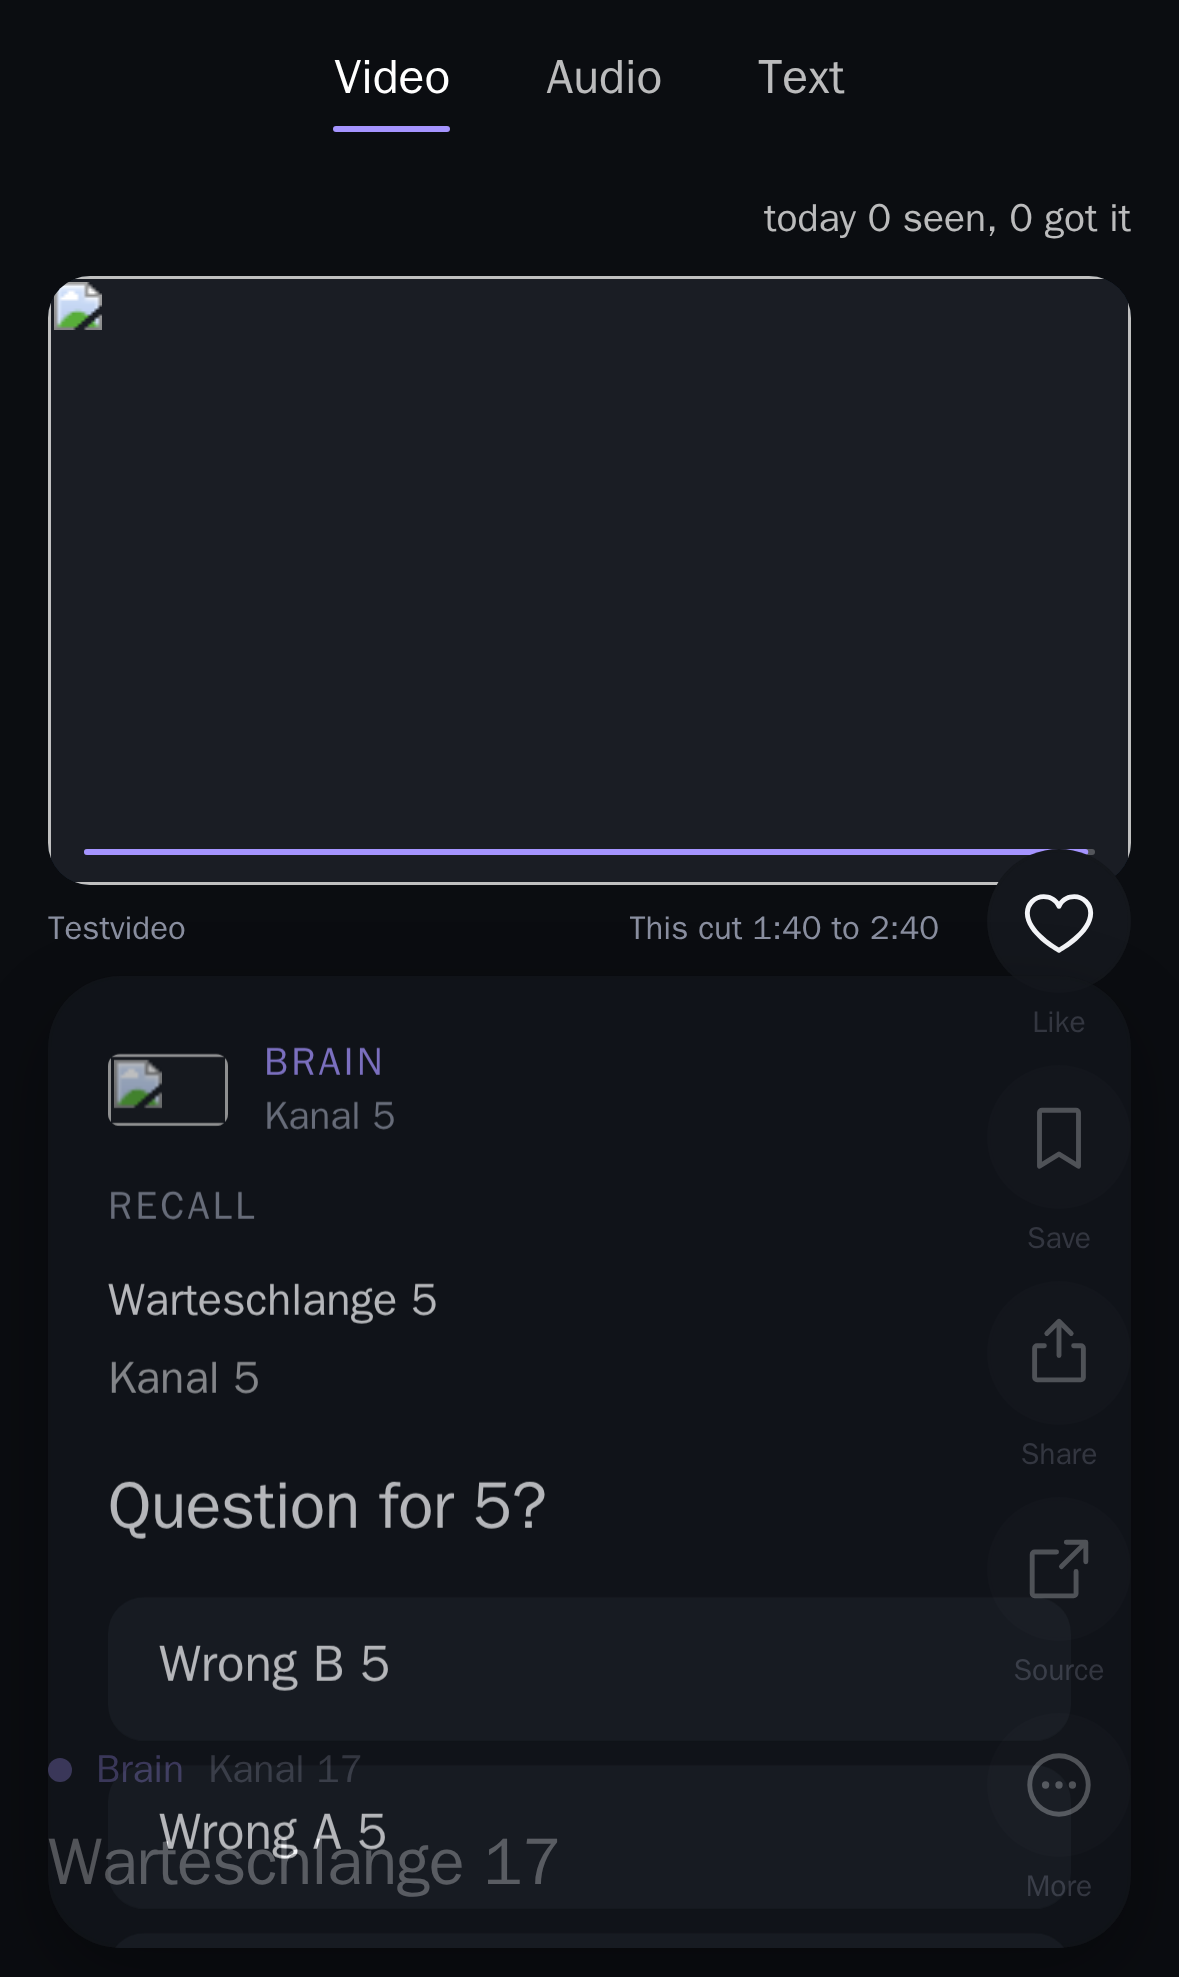 Video Audio Text
today 0 seen, 0 got it
Testvideo This cut 1:40 to 2:40
Like
BRAIN
Kanal 5
RECALL
Save
Warteschlange 5
Kanal 5
Share
Question for 5?
Wrong B 5
Source
Brain Kanal 17
Wrong A 5
Warteschlange 17
More